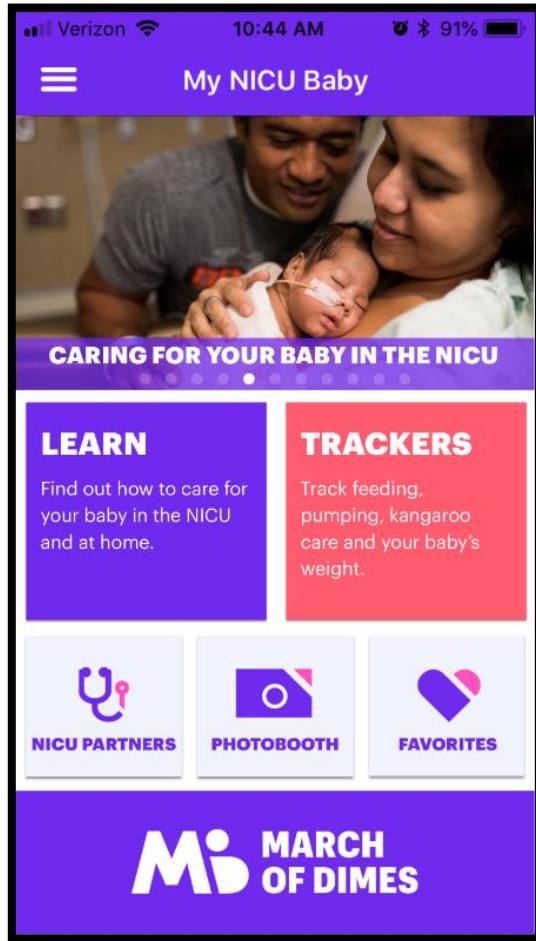 Verizon 10:44 AM 91%
My NICU Baby
CARING FOR YOUR BABY IN THE NICU
LEARN
Find out how to care for
your baby in the NICU
and at home.
TRACKERS
Track feeding,
pumping, kangaroo
care and your baby's
weight.
NICU PARTNERS
PHOTOBOOTH
FAVORITES
MARCH
OF DIMES